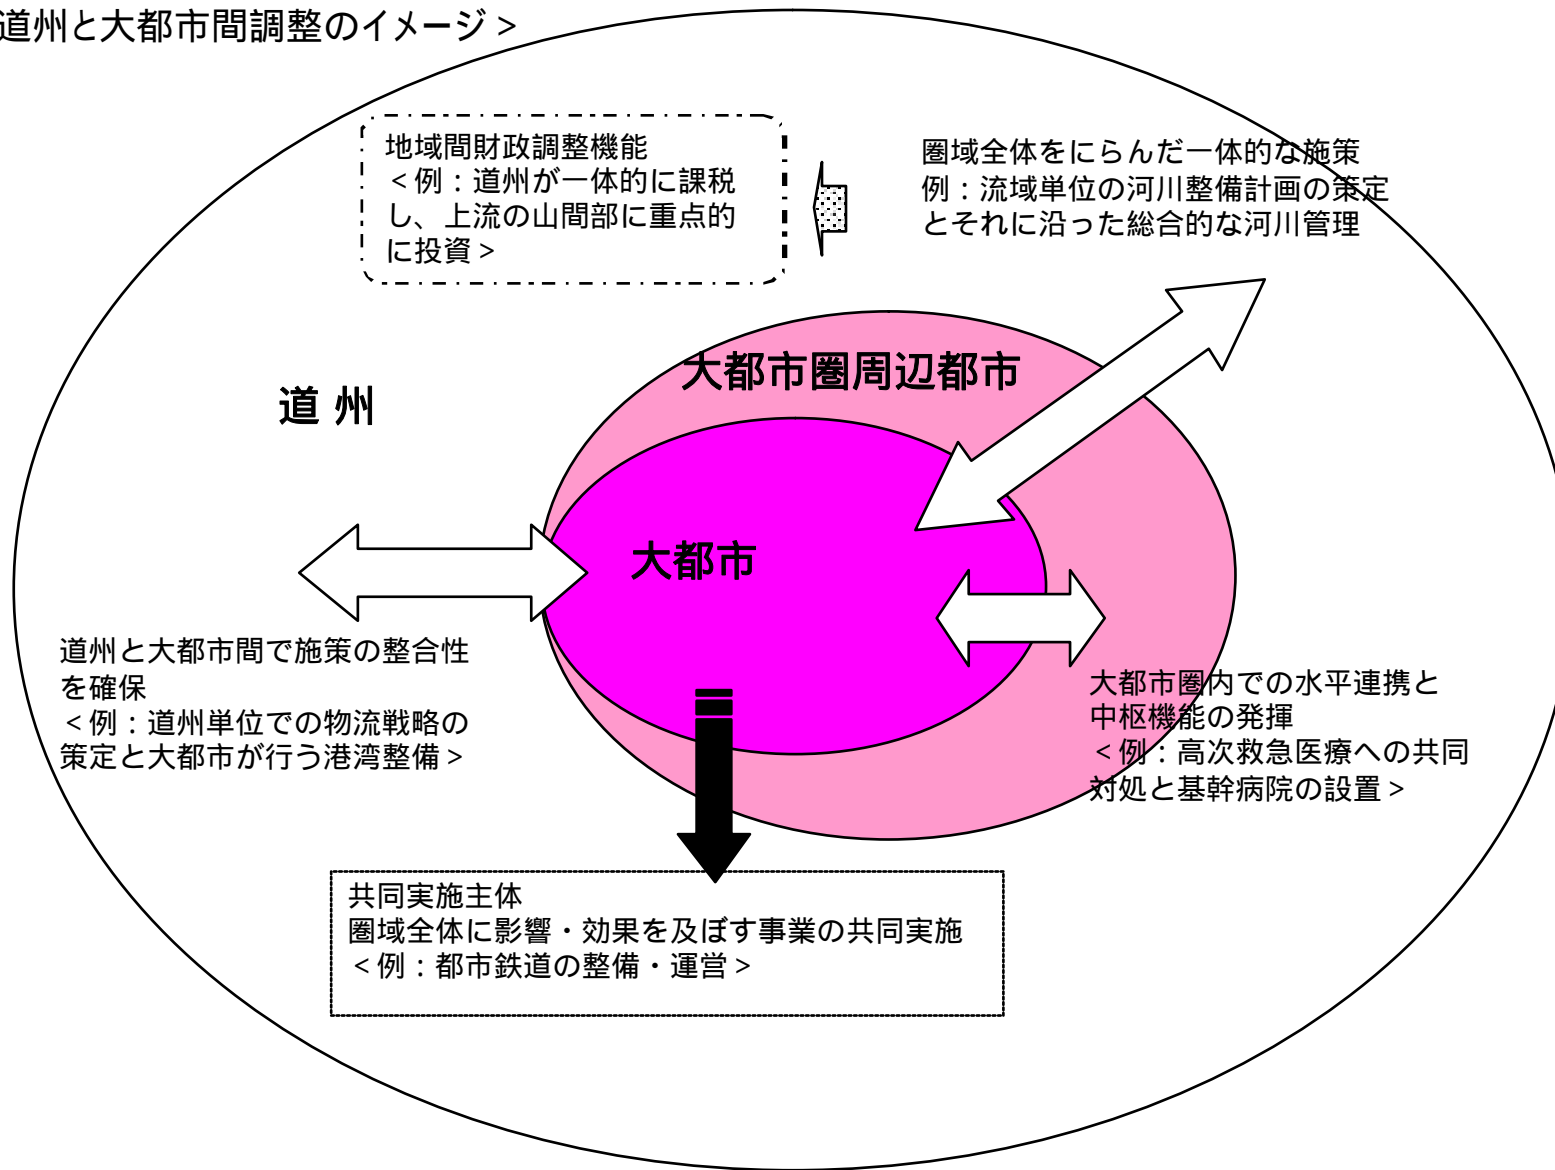 道州と大都市間調整のイメージ>
地域間財政調整機能
<例：道州が一体的に課税
し、上流の山間部に重点的
に投資>
圏域全体をにらんだ一体的な施策
例：流域単位の河川整備計画の策定
とそれに沿った総合的な河川管理
大都市圏周辺都市
道州
大都市
道州と大都市間で施策の整合性
を確保
<例：道州単位での物流戦略の
策定と大都市が行う港湾整備>
大都市圏内での水平連携と
中枢機能の発揮
<例：高次救急医療への共同
対処と基幹病院の設置>
共同実施主体
圏域全体に影響・効果を及ぼす事業の共同実施
<例：都市鉄道の整備・運営>